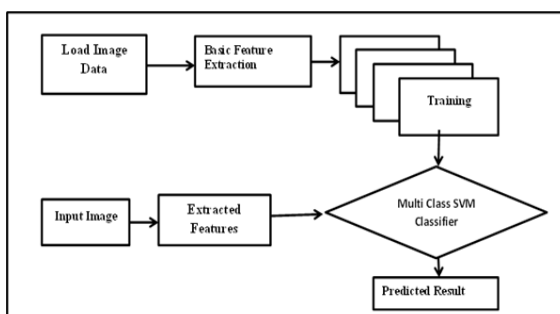 Load Image
Data
Basic Feature
Extraction
Training
Input Image
Extracted
Features
Multi Class SVM
Classifier
Predicted Result